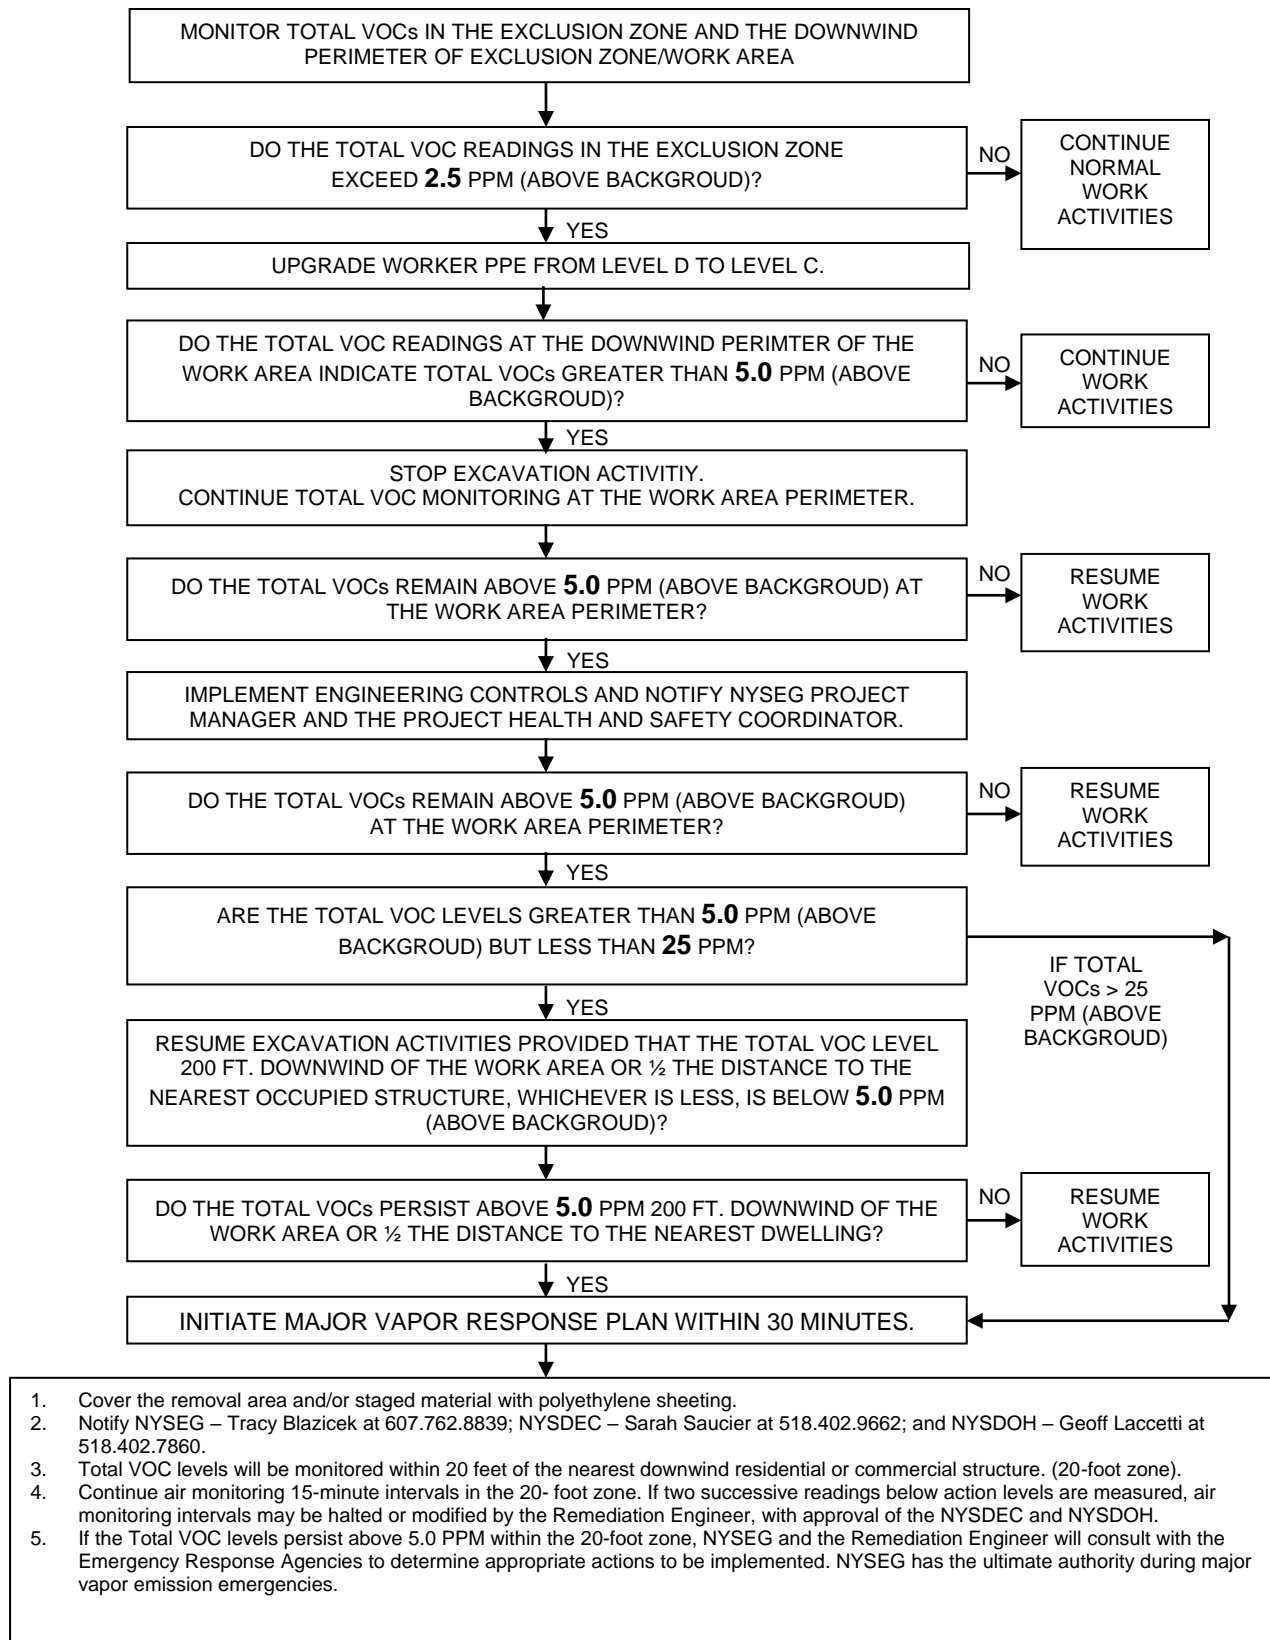 MONITOR TOTAL VOCs IN THE EXCLUSION ZONE AND THE DOWNWIND
PERIMETER OF EXCLUSION ZONE/WORK AREA
DO THE TOTAL VOC READINGS IN THE EXCLUSION ZONE
EXCEED 2.5 PPM (ABOVE BACKGROUD)?
NO
CONTINUE
NORMAL
WORK
ACTIVITIES
YES
UPGRADE WORKER PPE FROM LEVEL D TO LEVEL C.
DO THE TOTAL VOC READINGS AT THE DOWNWIND PERIMTER OF THE
WORK AREA INDICATE TOTAL VOCs GREATER THAN 5.0 PPM (ABOVE
BACKGROUD)?
NO
CONTINUE
WORK
ACTIVITIES
YES
STOP EXCAVATION ACTIVITIY.
CONTINUE TOTAL VOC MONITORING AT THE WORK AREA PERIMETER.
DO THE TOTAL VOCs REMAIN ABOVE 5.0 PPM (ABOVE BACKGROUD) AT
THE WORK AREA PERIMETER?
NO
RESUME
WORK
ACTIVITIES
YES
IMPLEMENT ENGINEERING CONTROLS AND NOTIFY NYSEG PROJECT
MANAGER AND THE PROJECT HEALTH AND SAFETY COORDINATOR.
DO THE TOTAL VOCs REMAIN ABOVE 5.0 PPM (ABOVE BACKGROUD)
AT THE WORK AREA PERIMETER?
NO
RESUME
WORK
ACTIVITIES
YES
ARE THE TOTAL VOC LEVELS GREATER THAN 5.0 PPM (ABOVE
BACKGROUD) BUT LESS THAN 25 PPM?
IF TOTAL
VOCs > 25
PPM (ABOVE
BACKGROUD)
YES
RESUME EXCAVATION ACTIVITIES PROVIDED THAT THE TOTAL VOC LEVEL
200 FT. DOWNWIND OF THE WORK AREA OR ½ THE DISTANCE TO THE
NEAREST OCCUPIED STRUCTURE, WHICHEVER IS LESS, IS BELOW 5.0 PPM
(ABOVE BACKGROUD)?
DO THE TOTAL VOCs PERSIST ABOVE 5.0 PPM 200 FT. DOWNWIND OF THE
WORK AREA OR ½ THE DISTANCE TO THE NEAREST DWELLING?
NO
RESUME
WORK
ACTIVITIES
YES
INITIATE MAJOR VAPOR RESPONSE PLAN WITHIN 30 MINUTES.
1. Cover the removal area and/or staged material with polyethylene sheeting.
2. Notify NYSEG – Tracy Blazicek at 607.762.8839; NYSDEC – Sarah Saucier at 518.402.9662; and NYSDOH – Geoff Laccetti at
518.402.7860.
3. Total VOC levels will be monitored within 20 feet of the nearest downwind residential or commercial structure. (20-foot zone).
4. Continue air monitoring 15-minute intervals in the 20- foot zone. If two successive readings below action levels are measured, air
monitoring intervals may be halted or modified by the Remediation Engineer, with approval of the NYSDEC and NYSDOH.
5. If the Total VOC levels persist above 5.0 PPM within the 20-foot zone, NYSEG and the Remediation Engineer will consult with the
Emergency Response Agencies to determine appropriate actions to be implemented. NYSEG has the ultimate authority during major
vapor emission emergencies.